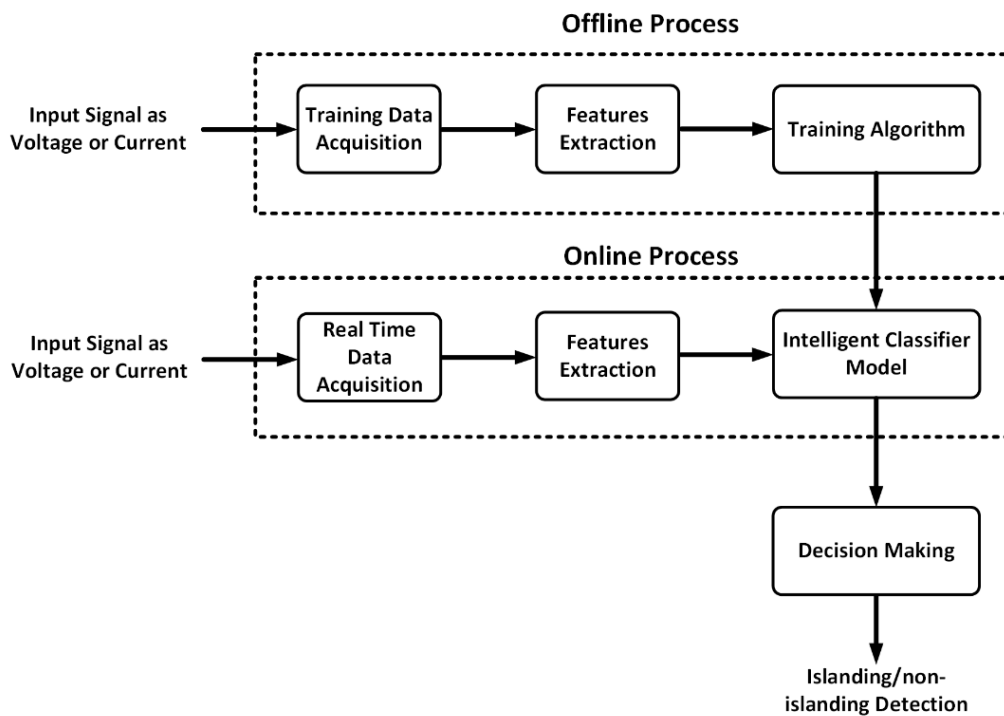 Offline Process
Input Signal as
Voltage or Current
Training Data
Acquisition
Features
Extraction
Training Algorithm
Online Process
Input Signal as
Voltage or Current
Real Time
Data
Acquisition
Features
Extraction
Intelligent Classifier
Model
Decision Making
Islanding/non-
islanding Detection